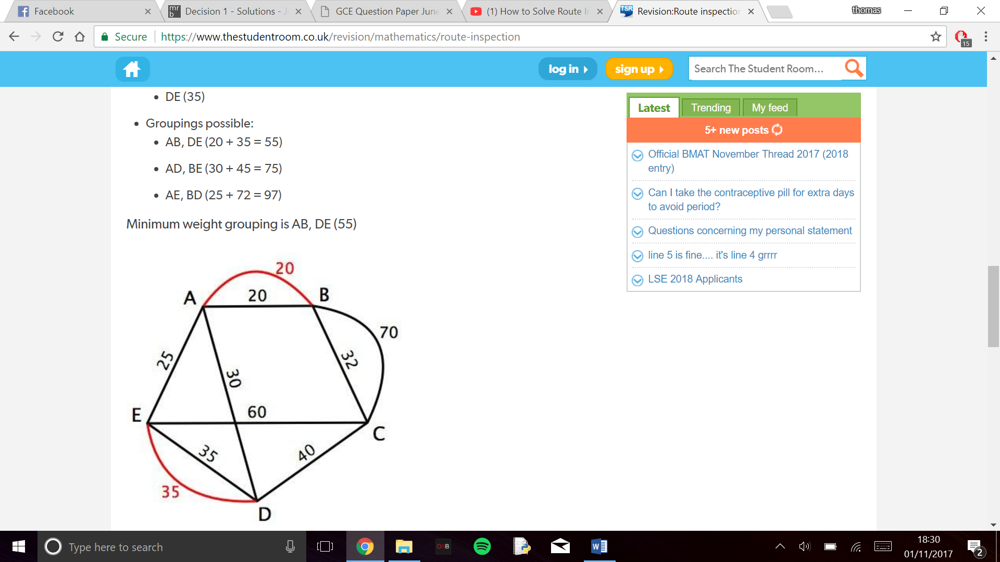 Facebook
mr b Decision 1 - Solutions - J
GCE Question Paper June
(1) How to Solve Route I
TSR Revision:Route inspection
thomas
Secure https://www.thestudentroom.co.uk/revision/mathematics/route-inspection
15
log in
sign up
Search The Student Room...
DE (35)
Groupings possible:
AB, DE (20 + 35 = 55)
AD, BE (30 + 45 = 75)
AE, BD (25 + 72 = 97)
Minimum weight grouping is AB, DE (55)
20
A
20
B
70
25
30
32
E
60
C
35
40
35
D
Latest
Trending
My feed
5+ new posts
Official BMAT November Thread 2017 (2018
entry)
Can I take the contraceptive pill for extra days
to avoid period?
Questions concerning my personal statement
line 5 is fine.... it's line 4 grrrr
LSE 2018 Applicants
Type here to search
OSB
W
18:30
01/11/2017
2